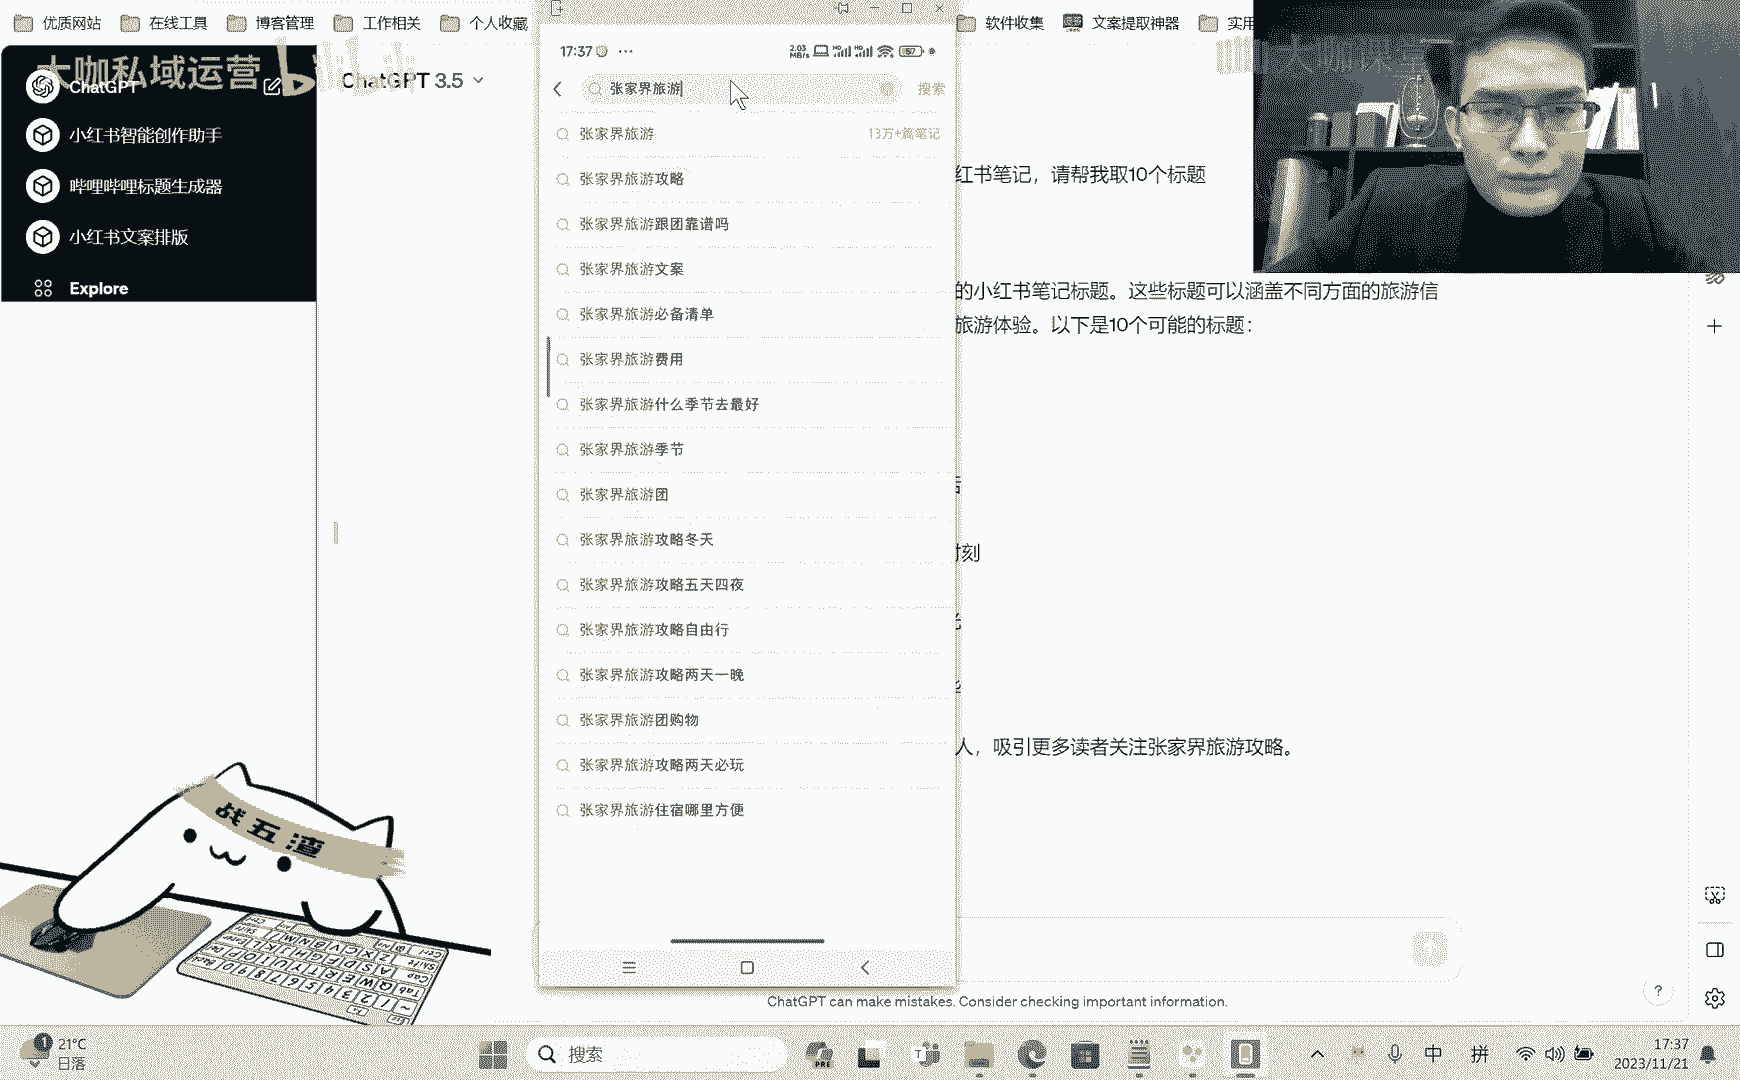 优质网站
在线工具
博客管理
工作相关
个人收藏
软件收集
文案提取神器
实用
大咖私域运营
大咖课堂
ChatGPT
小红书智能创作助手
哔哩哔哩标题生成器
小红书文案排版
Explore
ChatGPT 3.5
17:37
2.03
MB/s
57
张家界旅游
搜索
张家界旅游
13万+篇笔记
张家界旅游攻略
张家界旅游跟团靠谱吗
张家界旅游文案
张家界旅游必备清单
张家界旅游费用
张家界旅游什么季节去最好
张家界旅游季节
张家界旅游团
张家界旅游攻略冬天
张家界旅游攻略五天四夜
张家界旅游攻略自由行
张家界旅游攻略两天一晚
张家界旅游团购物
张家界旅游攻略两天必玩
张家界旅游住宿哪里方便
红书笔记，请帮我取10个标题
的小红书笔记标题。这些标题可以涵盖不同方面的旅游信
旅游体验。以下是10个可能的标题：
刻
人，吸引更多读者关注张家界旅游攻略。
ChatGPT can make mistakes. Consider checking important information.
?
战五渣
1
21°C
日落
搜索
PRE
中
拼
17:37
2023/11/21